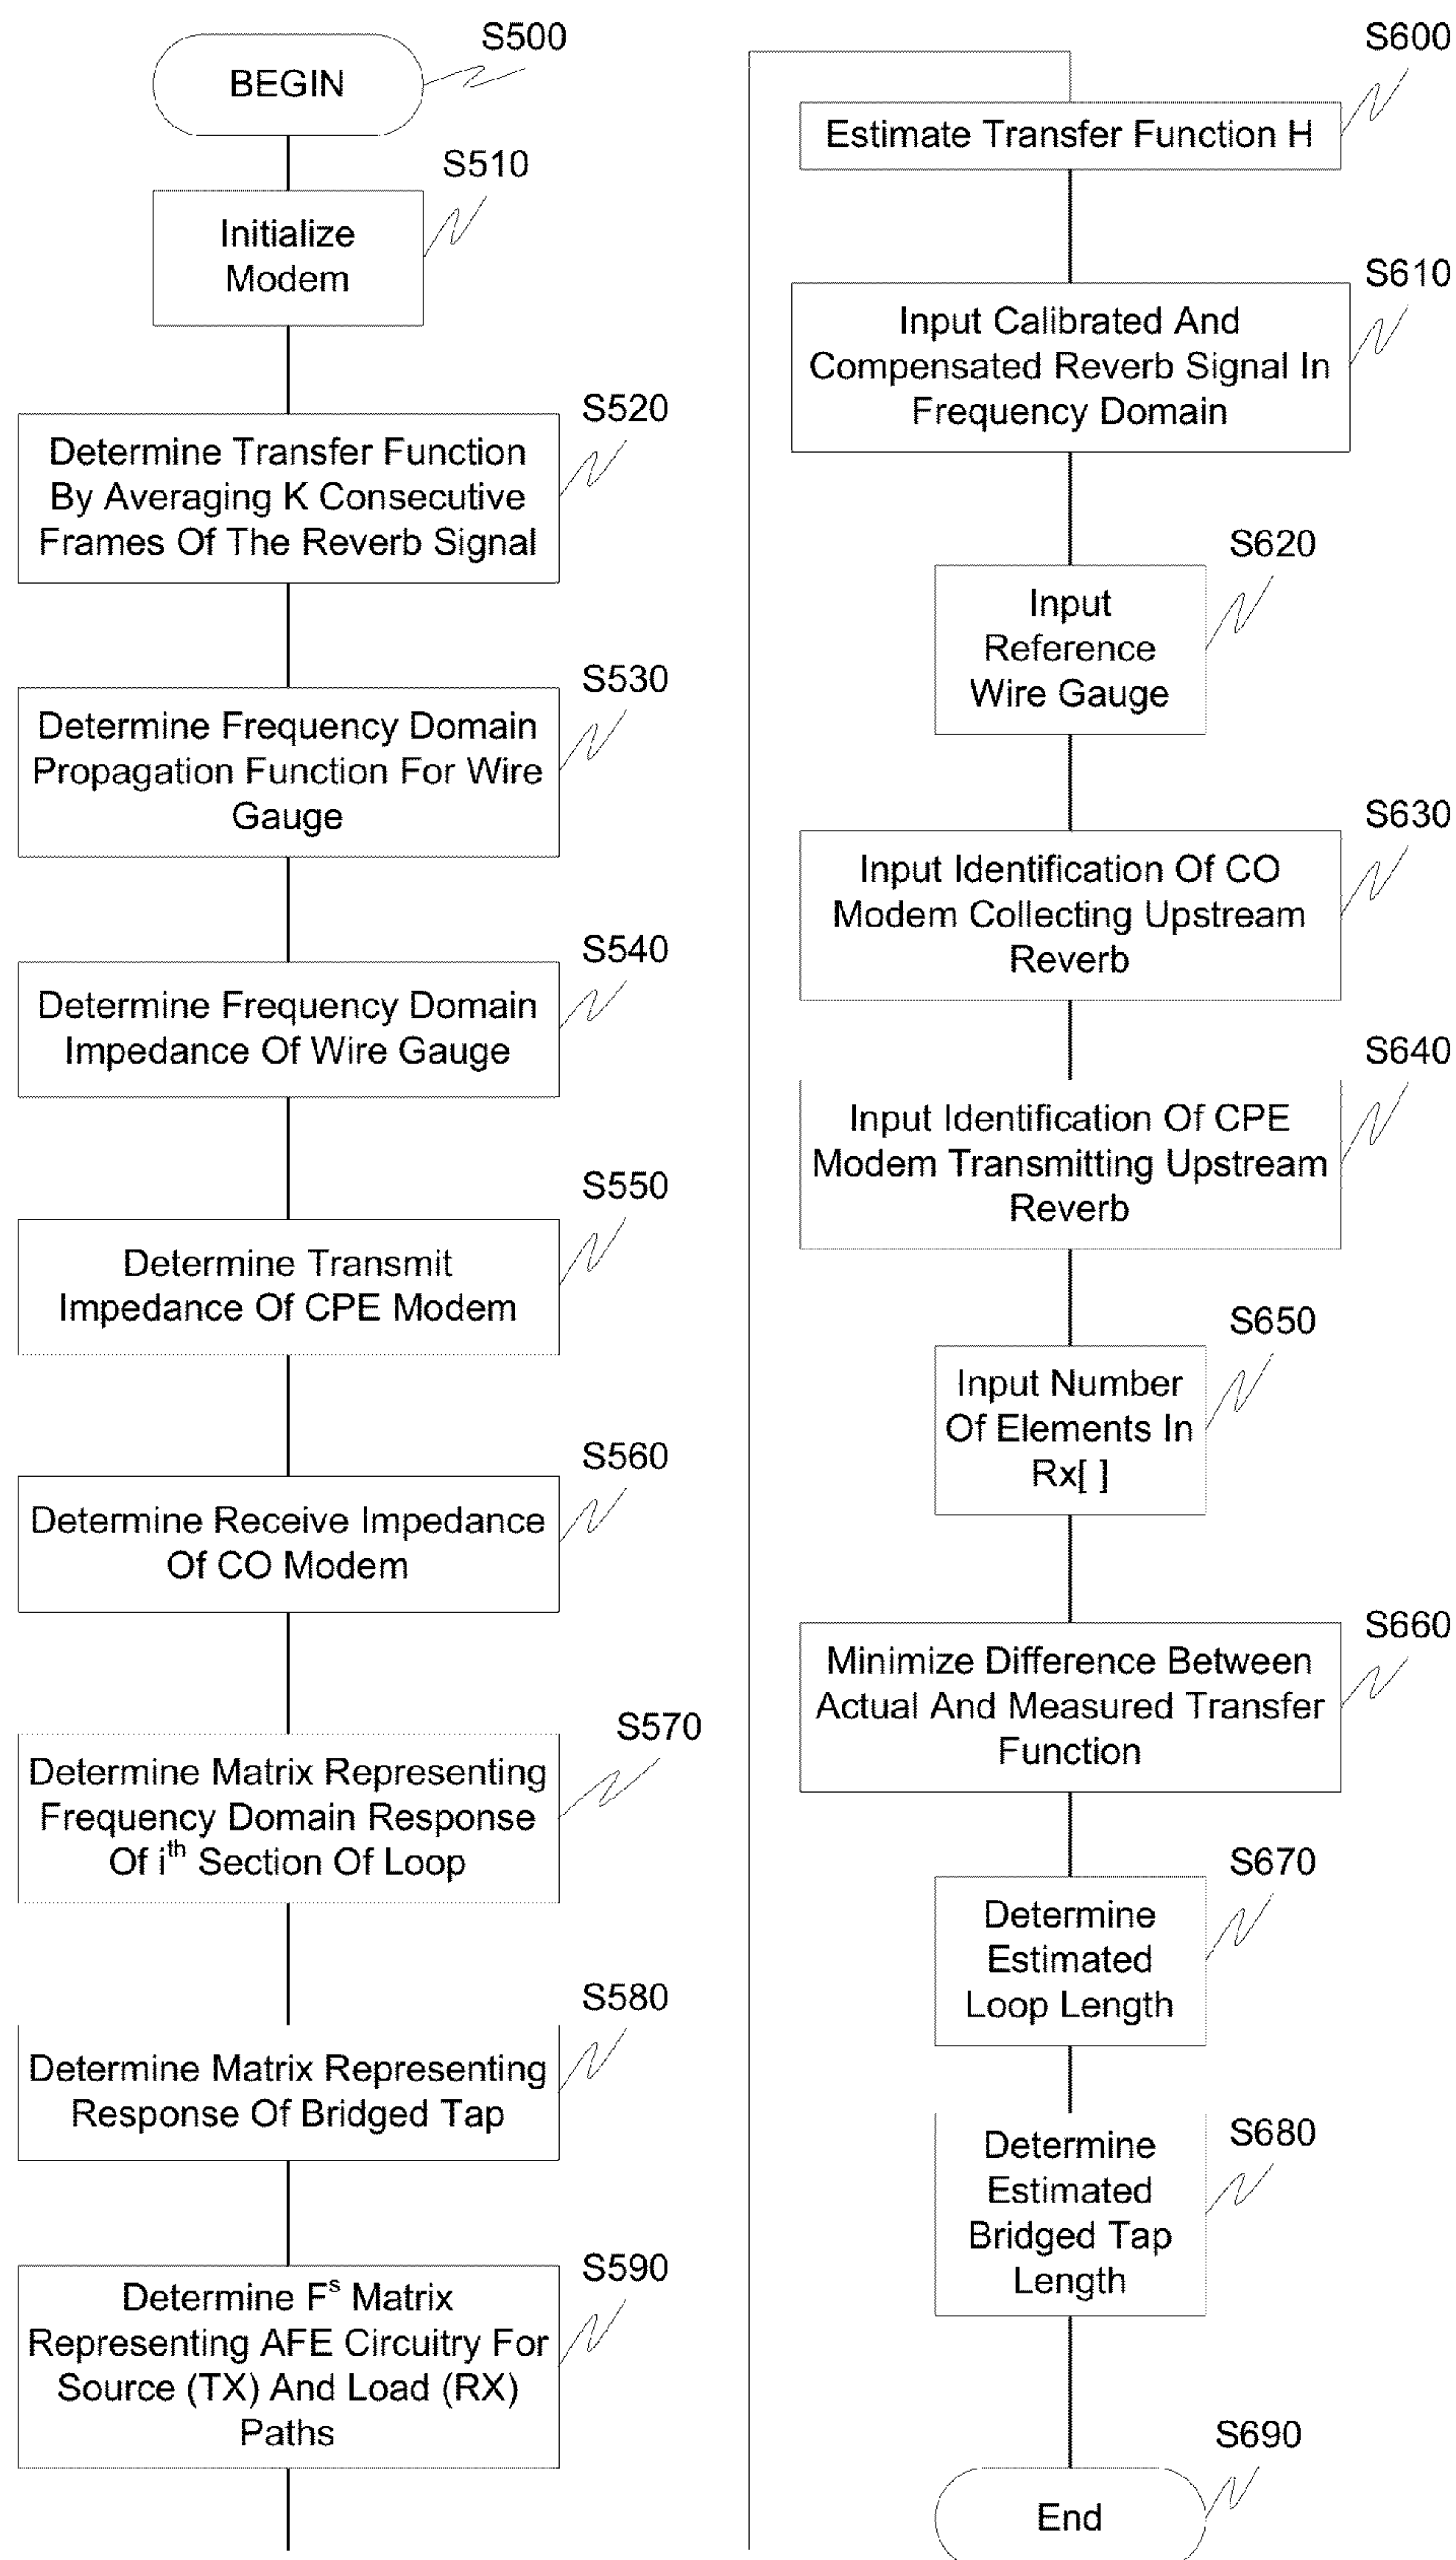 S500
BEGIN
S510
Initialize
Modem
S520
Determine Transfer Function
By Averaging K Consecutive
Frames Of The Reverb Signal
S530
Determine Frequency Domain
Propagation Function For Wire
Gauge
S540
Determine Frequency Domain
Impedance Of Wire Gauge
S550
Determine Transmit
Impedance Of CPE Modem
S560
Determine Receive Impedance
Of CO Modem
S570
Determine Matrix Representing
Frequency Domain Response
Of ith Section Of Loop
S580
Determine Matrix Representing
Response Of Bridged Tap
S590
Determine Fs Matrix
Representing AFE Circuitry For
Source (TX) And Load (RX)
Paths
S600
Estimate Transfer Function H
S610
Input Calibrated And
Compensated Reverb Signal In
Frequency Domain
S620
Input
Reference
Wire Gauge
S630
Input Identification Of CO
Modem Collecting Upstream
Reverb
S640
Input Identification Of CPE
Modem Transmitting Upstream
Reverb
S650
Input Number
Of Elements In
Rx[ ]
S660
Minimize Difference Between
Actual And Measured Transfer
Function
S670
Determine
Estimated
Loop Length
S680
Determine
Estimated
Bridged Tap
Length
S690
End